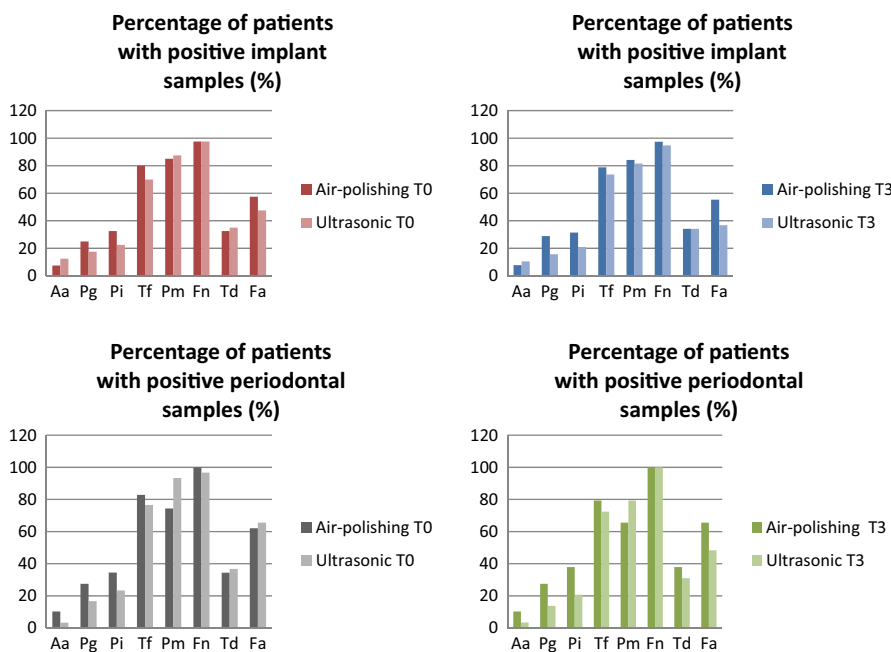 Percentage of patients
with positive implant
samples (%)
120
100
80
60
40
20
0
Aa Pg Pi Tf Pm Fn Td Fa
Air-polishing T0
Ultrasonic T0
Percentage of patients
with positive implant
samples (%)
120
100
80
60
40
20
0
Aa Pg Pi Tf Pm Fn Td Fa
Air-polishing T3
Ultrasonic T3
Percentage of patients
with positive periodontal
samples (%)
120
100
80
60
40
20
0
Aa Pg Pi Tf Pm Fn Td Fa
Air-polishing T0
Ultrasonic T0
Percentage of patients
with positive periodontal
samples (%)
120
100
80
60
40
20
0
Aa Pg Pi Tf Pm Fn Td Fa
Air-polishing T3
Ultrasonic T3